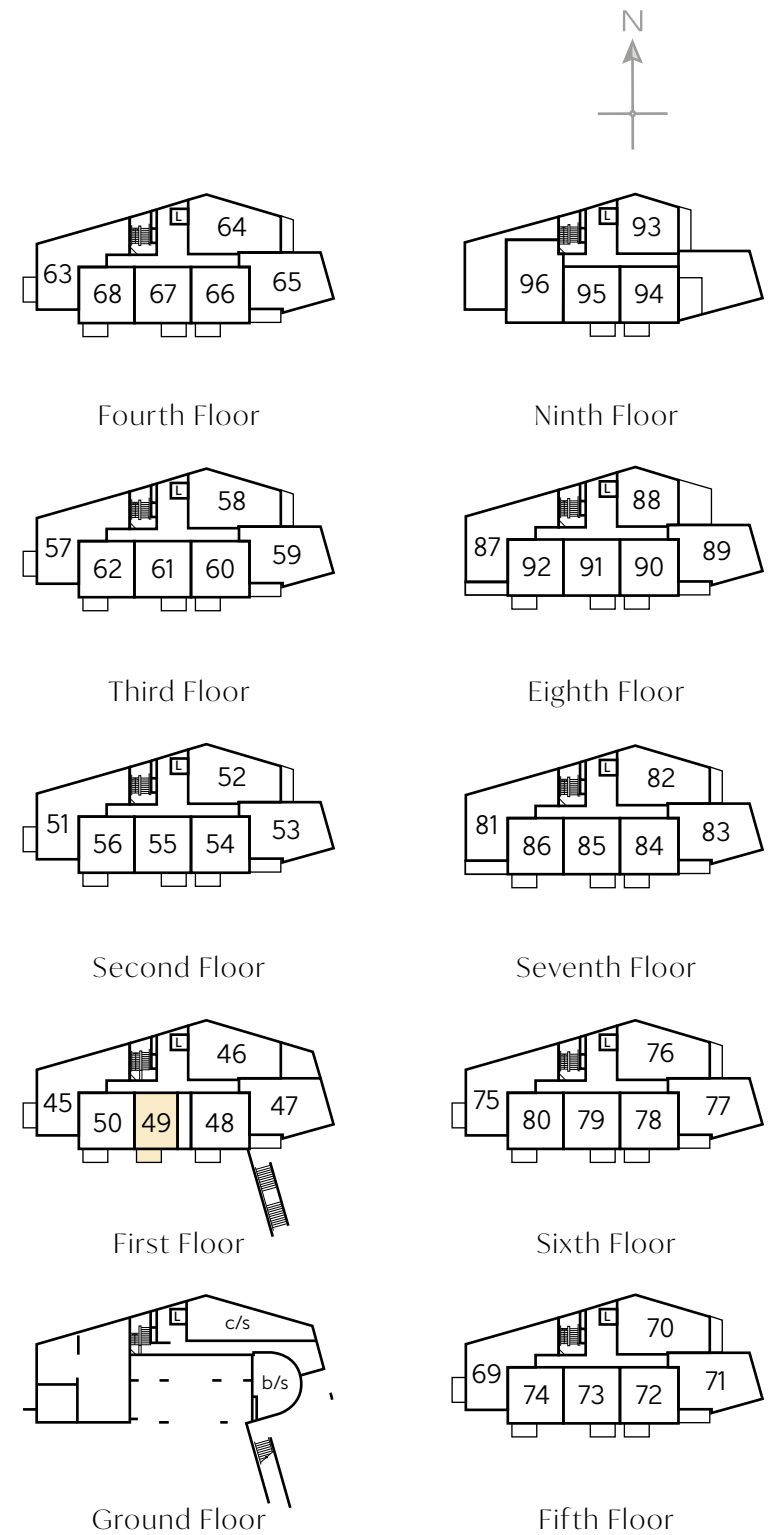 N
L
64
63
65
68 67 66
Fourth Floor
L
93
96 95 94
Ninth Floor
L
58
57
59
62 61 60
Third Floor
L
88
87
89
92 91 90
Eighth Floor
L
52
51
53
56 55 54
Second Floor
L
82
81
83
86 85 84
Seventh Floor
L
46
45
47
50 49 48
First Floor
L
76
75
77
80 79 78
Sixth Floor
L
c/s
b/s
Ground Floor
L
70
69
71
74 73 72
Fifth Floor